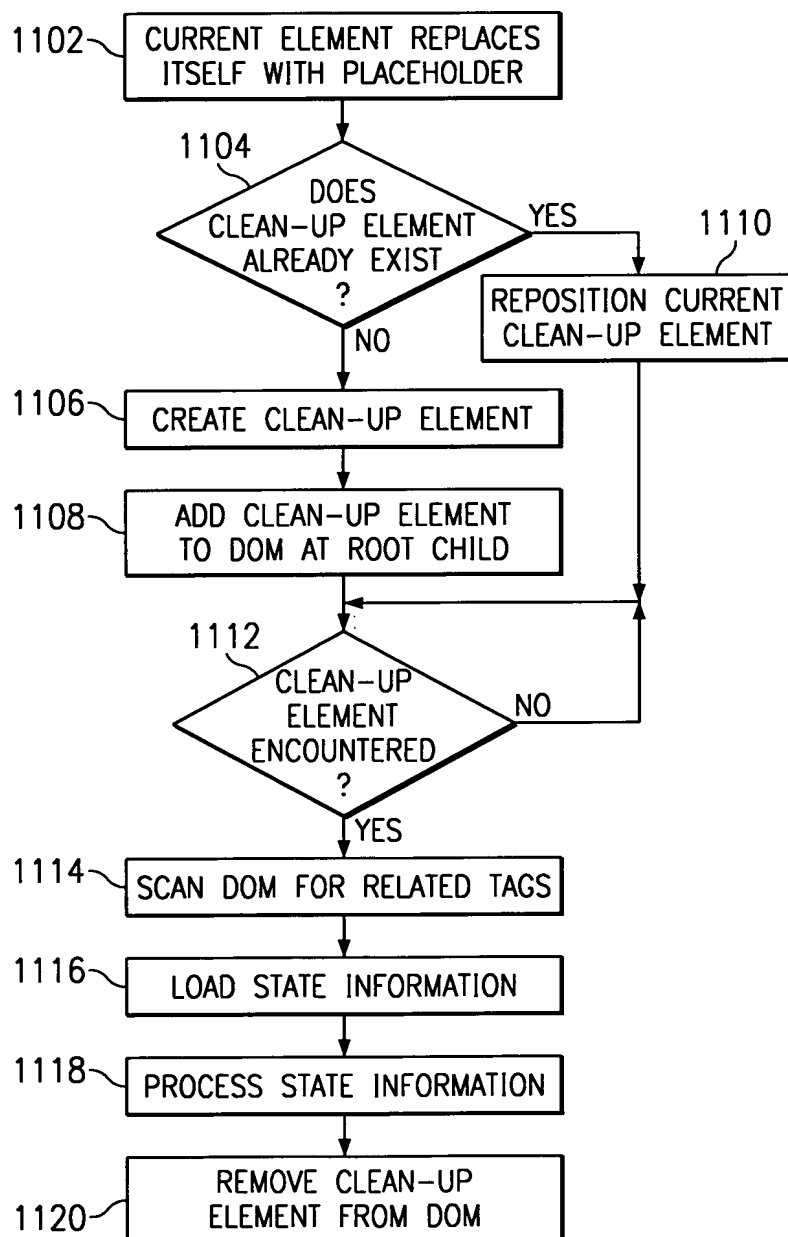 1102
CURRENT ELEMENT REPLACES
ITSELF WITH PLACEHOLDER
1104
DOES
CLEAN-UP ELEMENT
ALREADY EXIST
?
YES
NO
1110
REPOSITION CURRENT
CLEAN-UP ELEMENT
1106
CREATE CLEAN-UP ELEMENT
1108
ADD CLEAN-UP ELEMENT
TO DOM AT ROOT CHILD
1112
CLEAN-UP
ELEMENT
ENCOUNTERED
?
NO
YES
1114
SCAN DOM FOR RELATED TAGS
1116
LOAD STATE INFORMATION
1118
PROCESS STATE INFORMATION
1120
REMOVE CLEAN-UP
ELEMENT FROM DOM